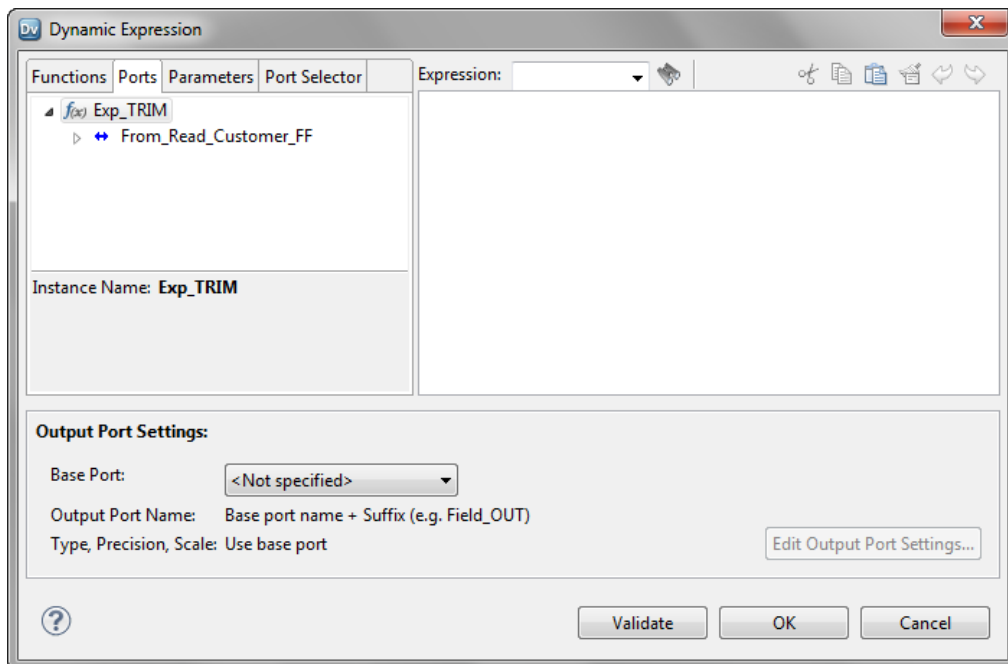 Dv Dynamic Expression
Functions Ports Parameters Port Selector
Expression:
f(x) Exp_TRIM
From_Read_Customer_FF
Instance Name: Exp_TRIM
Output Port Settings:
Base Port: <Not specified>
Output Port Name: Base port name + Suffix (e.g. Field_OUT)
Type, Precision, Scale: Use base port
Edit Output Port Settings...
? Validate OK Cancel